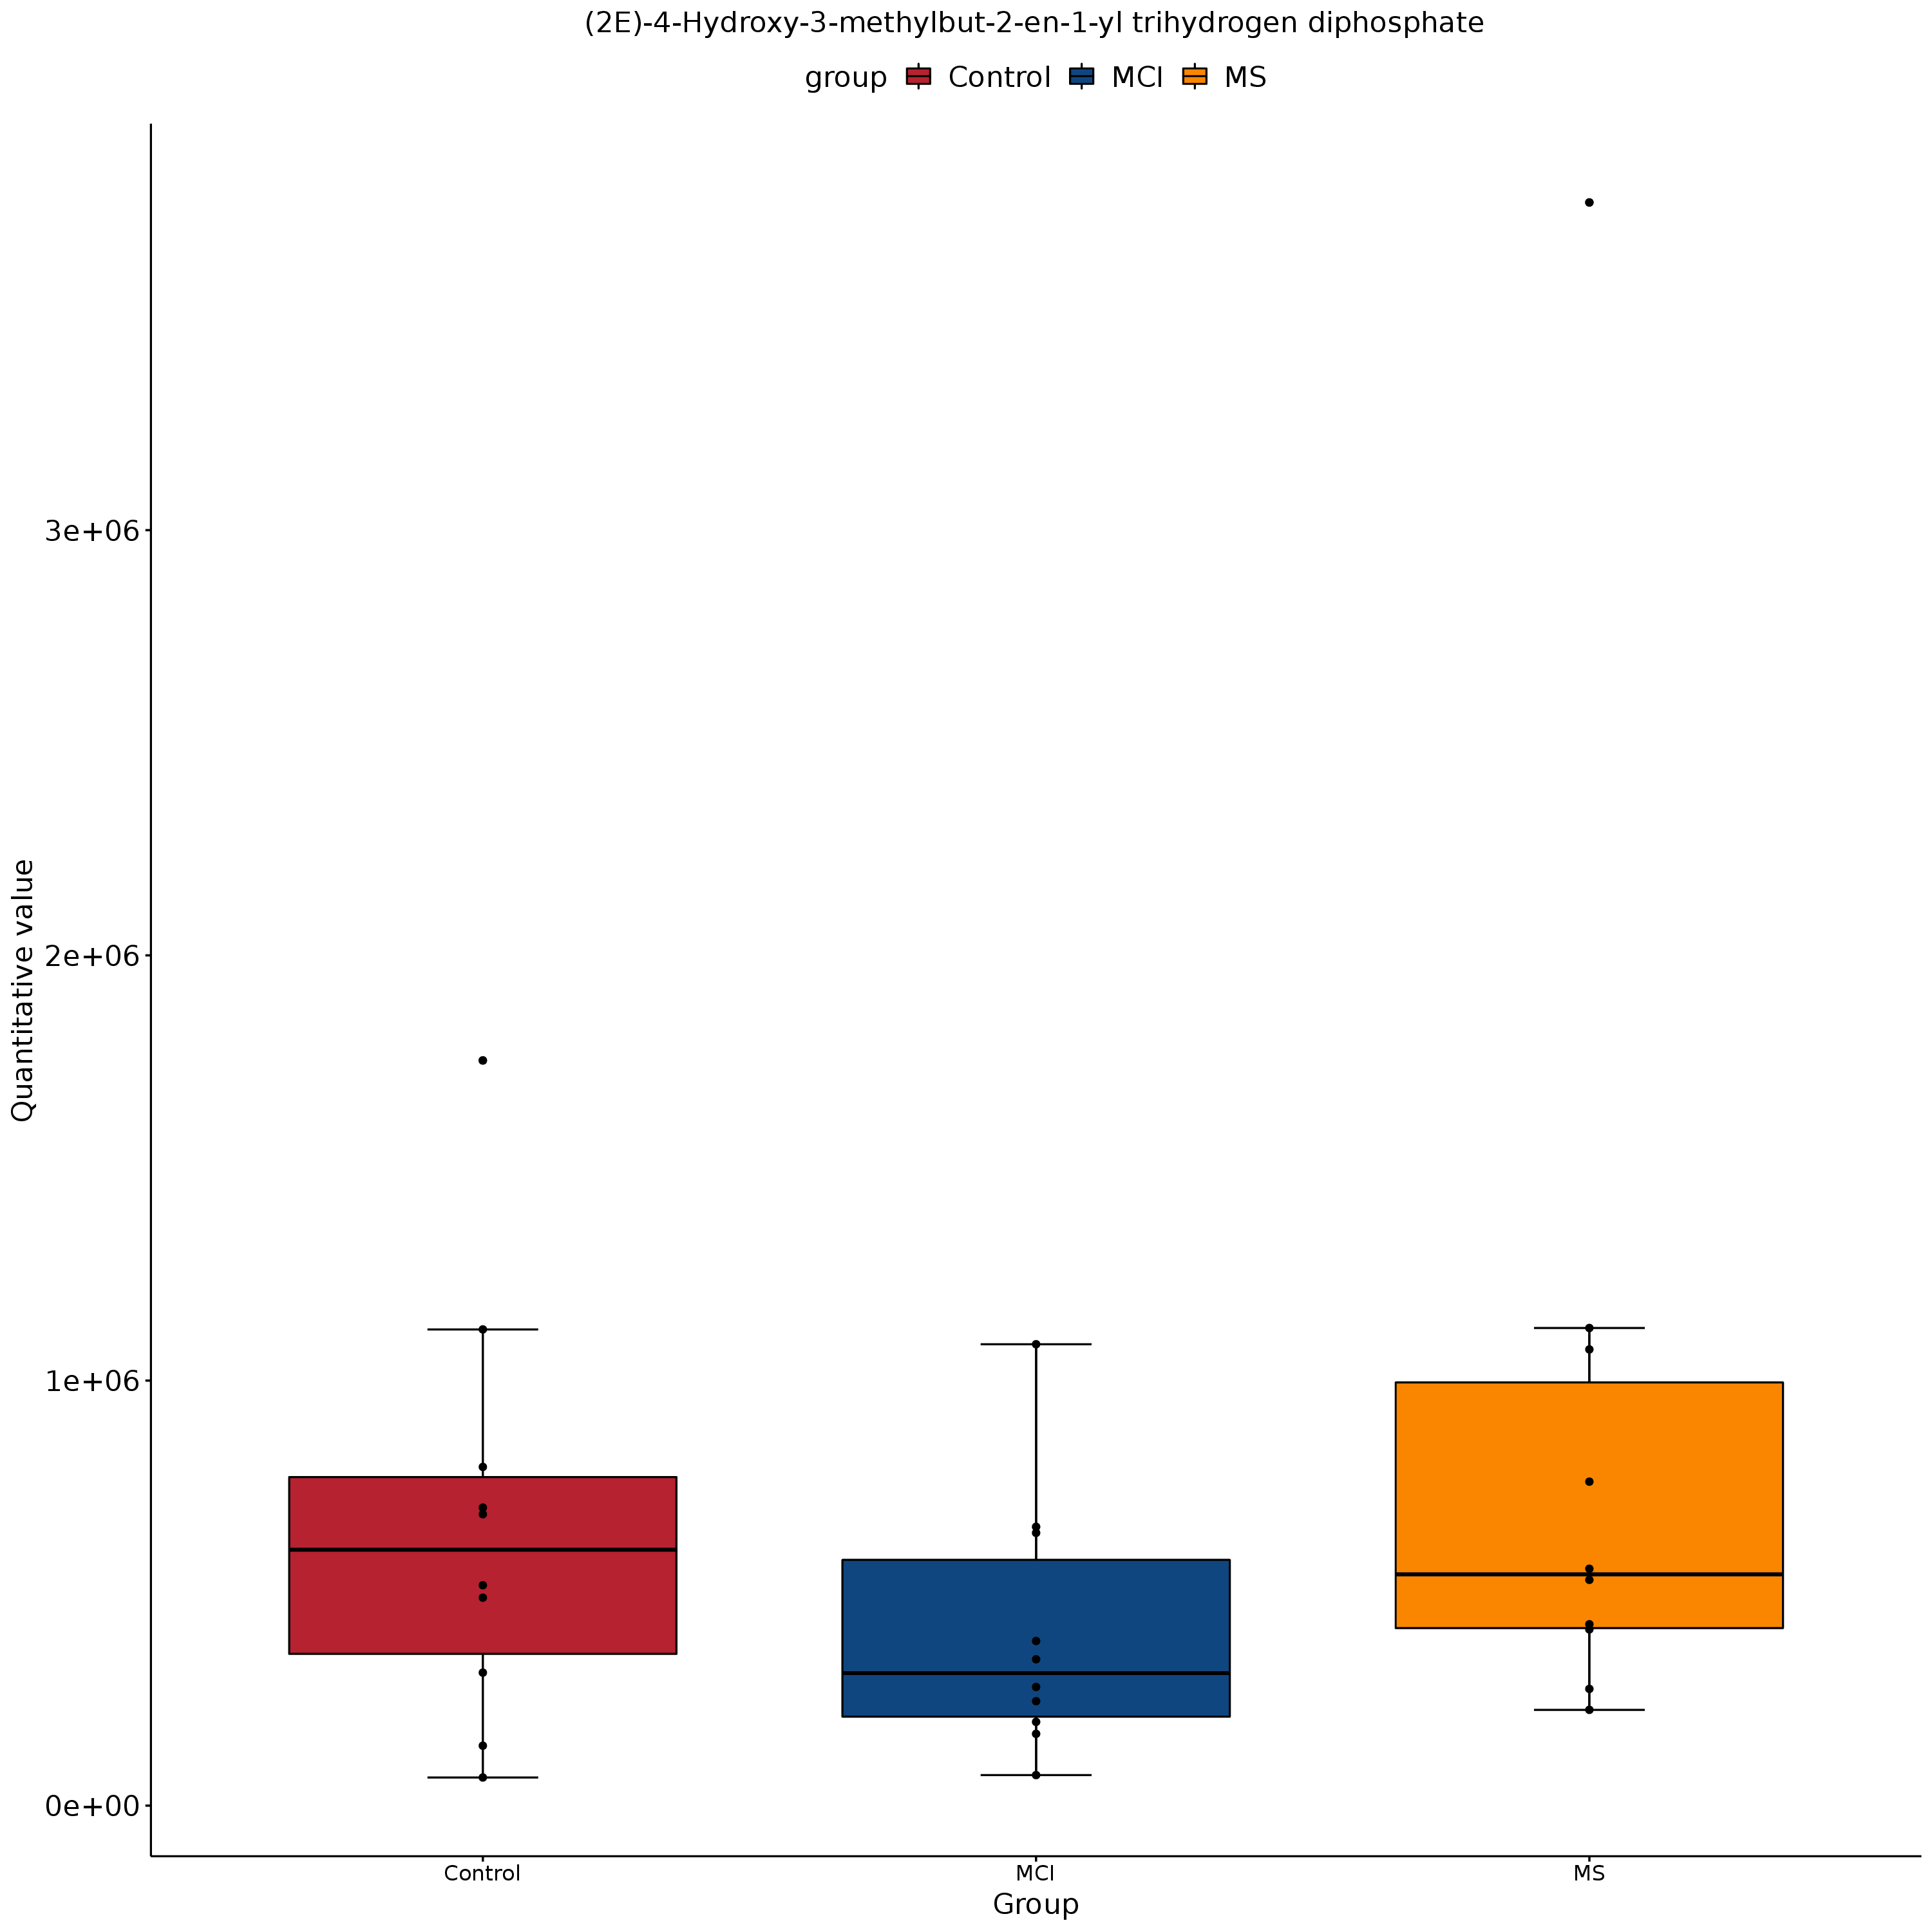 (2E)-4-Hydroxy-3-methylbut-2-en-1-yl trihydrogen diphosphate
group Control MCI MS
Quantitative value
3e+06
2e+06
1e+06
0e+00
Control MCI MS
Group